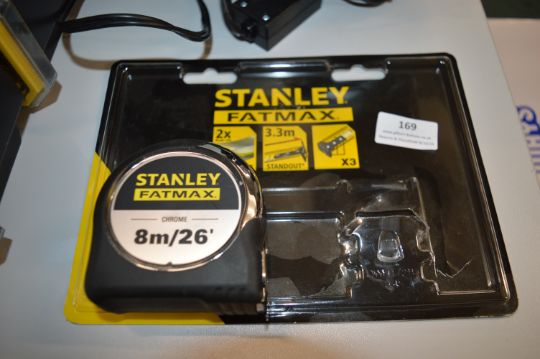 STANLEY
FATMAX
2x
3.3m
STANDOUT
X3
169
STANLEY
FATMAX
CHROME
8m/26'